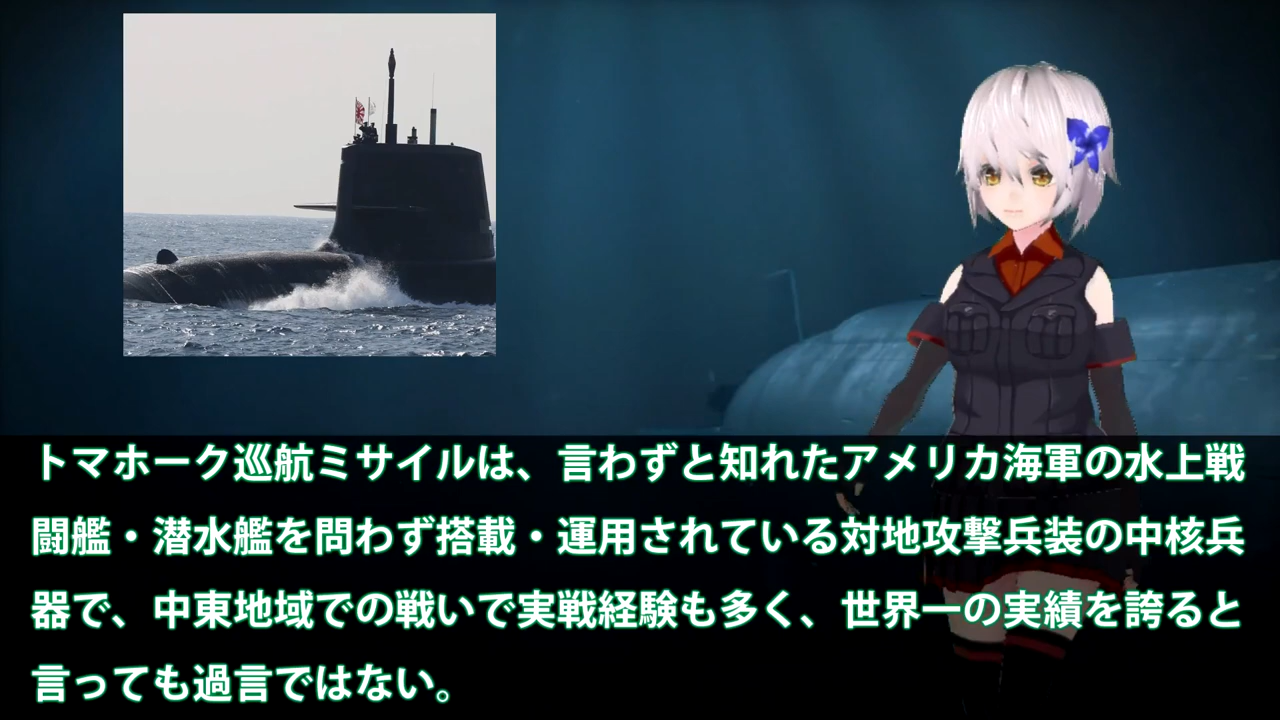 トマホーク巡航ミサイルは、言わずと知れたアメリカ海軍の水上戦
闘艦・潜水艦を問わず搭載・運用されている対地攻撃兵装の中核兵
器で、中東地域での戦いで実戦経験も多く、世界一の実績を誇ると
言っても過言ではない。